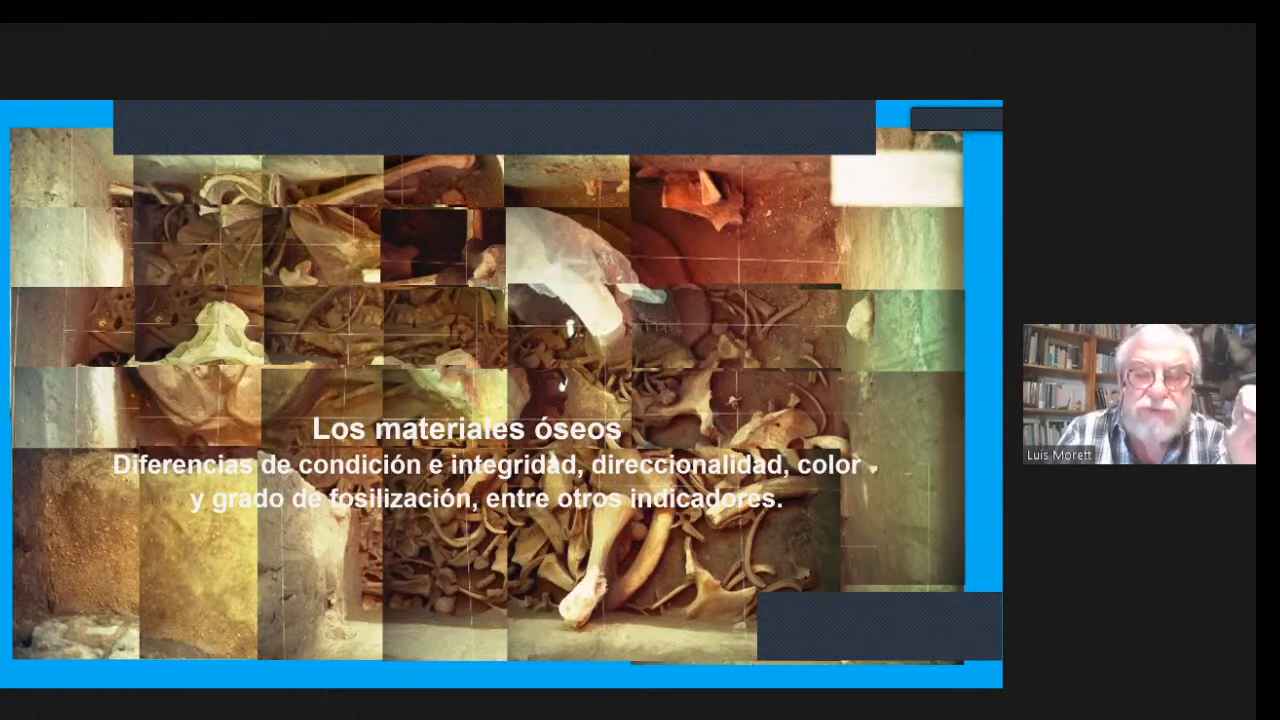 Los materiales óseos
Diferencias de condición e integridad, direccionalidad, color
y grado de fosilización, entre otros indicadores.
Luis Morett